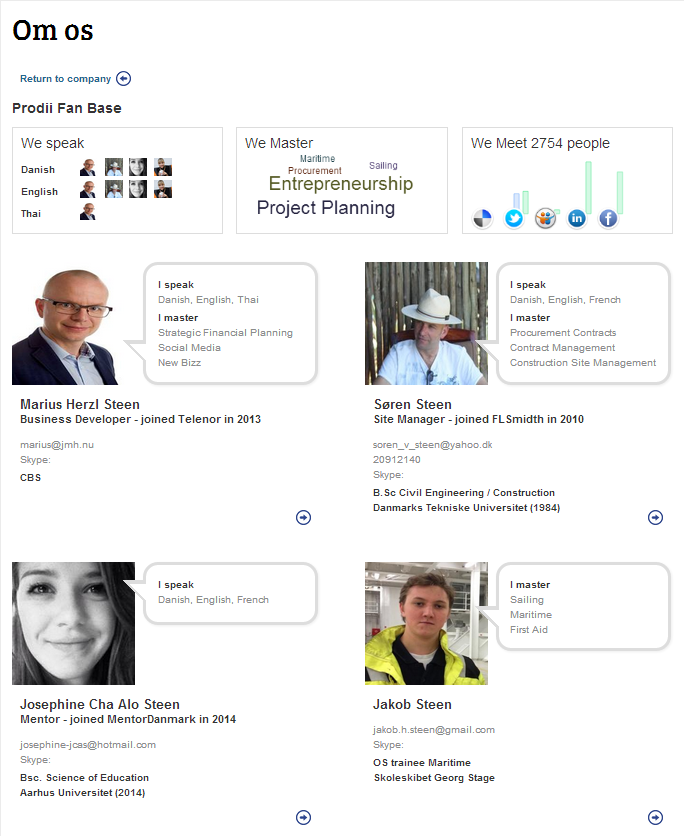 Om os
Return to company
Prodii Fan Base
We speak
Danish
English
Thai
We Master
Maritime
Sailing
Procurement
Entrepreneurship
Project Planning
We Meet 2754 people
I speak
Danish, English, Thai
I master
Strategic Financial Planning
Social Media
New Bizz
Marius Herzl Steen
Business Developer - joined Telenor in 2013
marius@jmh.nu
Skype:
CBS
I speak
Danish, English, French
I master
Procurement Contracts
Contract Management
Construction Site Management
Søren Steen
Site Manager - joined FLSmidth in 2010
soren_v_steen@yahoo.dk
20912140
Skype:
B.Sc Civil Engineering / Construction
Danmarks Tekniske Universitet (1984)
I speak
Danish, English, French
Josephine Cha Alo Steen
Mentor - joined MentorDanmark in 2014
josephine-jcas@hotmail.com
Skype:
Bsc. Science of Education
Aarhus Universitet (2014)
I master
Sailing
Maritime
First Aid
Jakob Steen
jakob.h.steen@gmail.com
Skype:
OS trainee Maritime
Skoleskibet Georg Stage